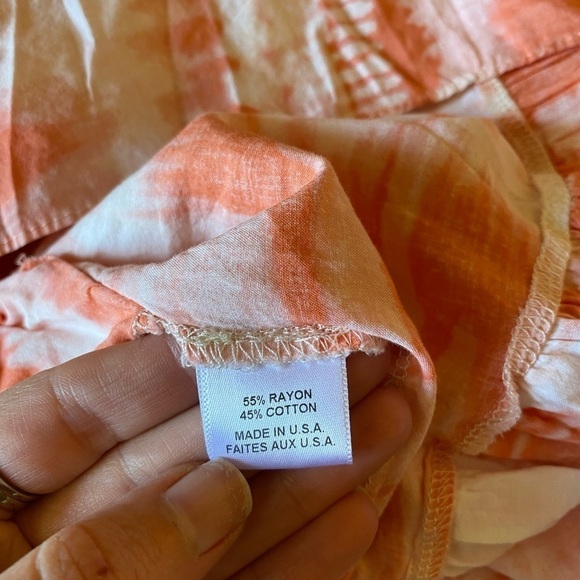 55% RAYON
45% COTTON
MADE IN U.S.A.
FAITES AUX U.S.A.